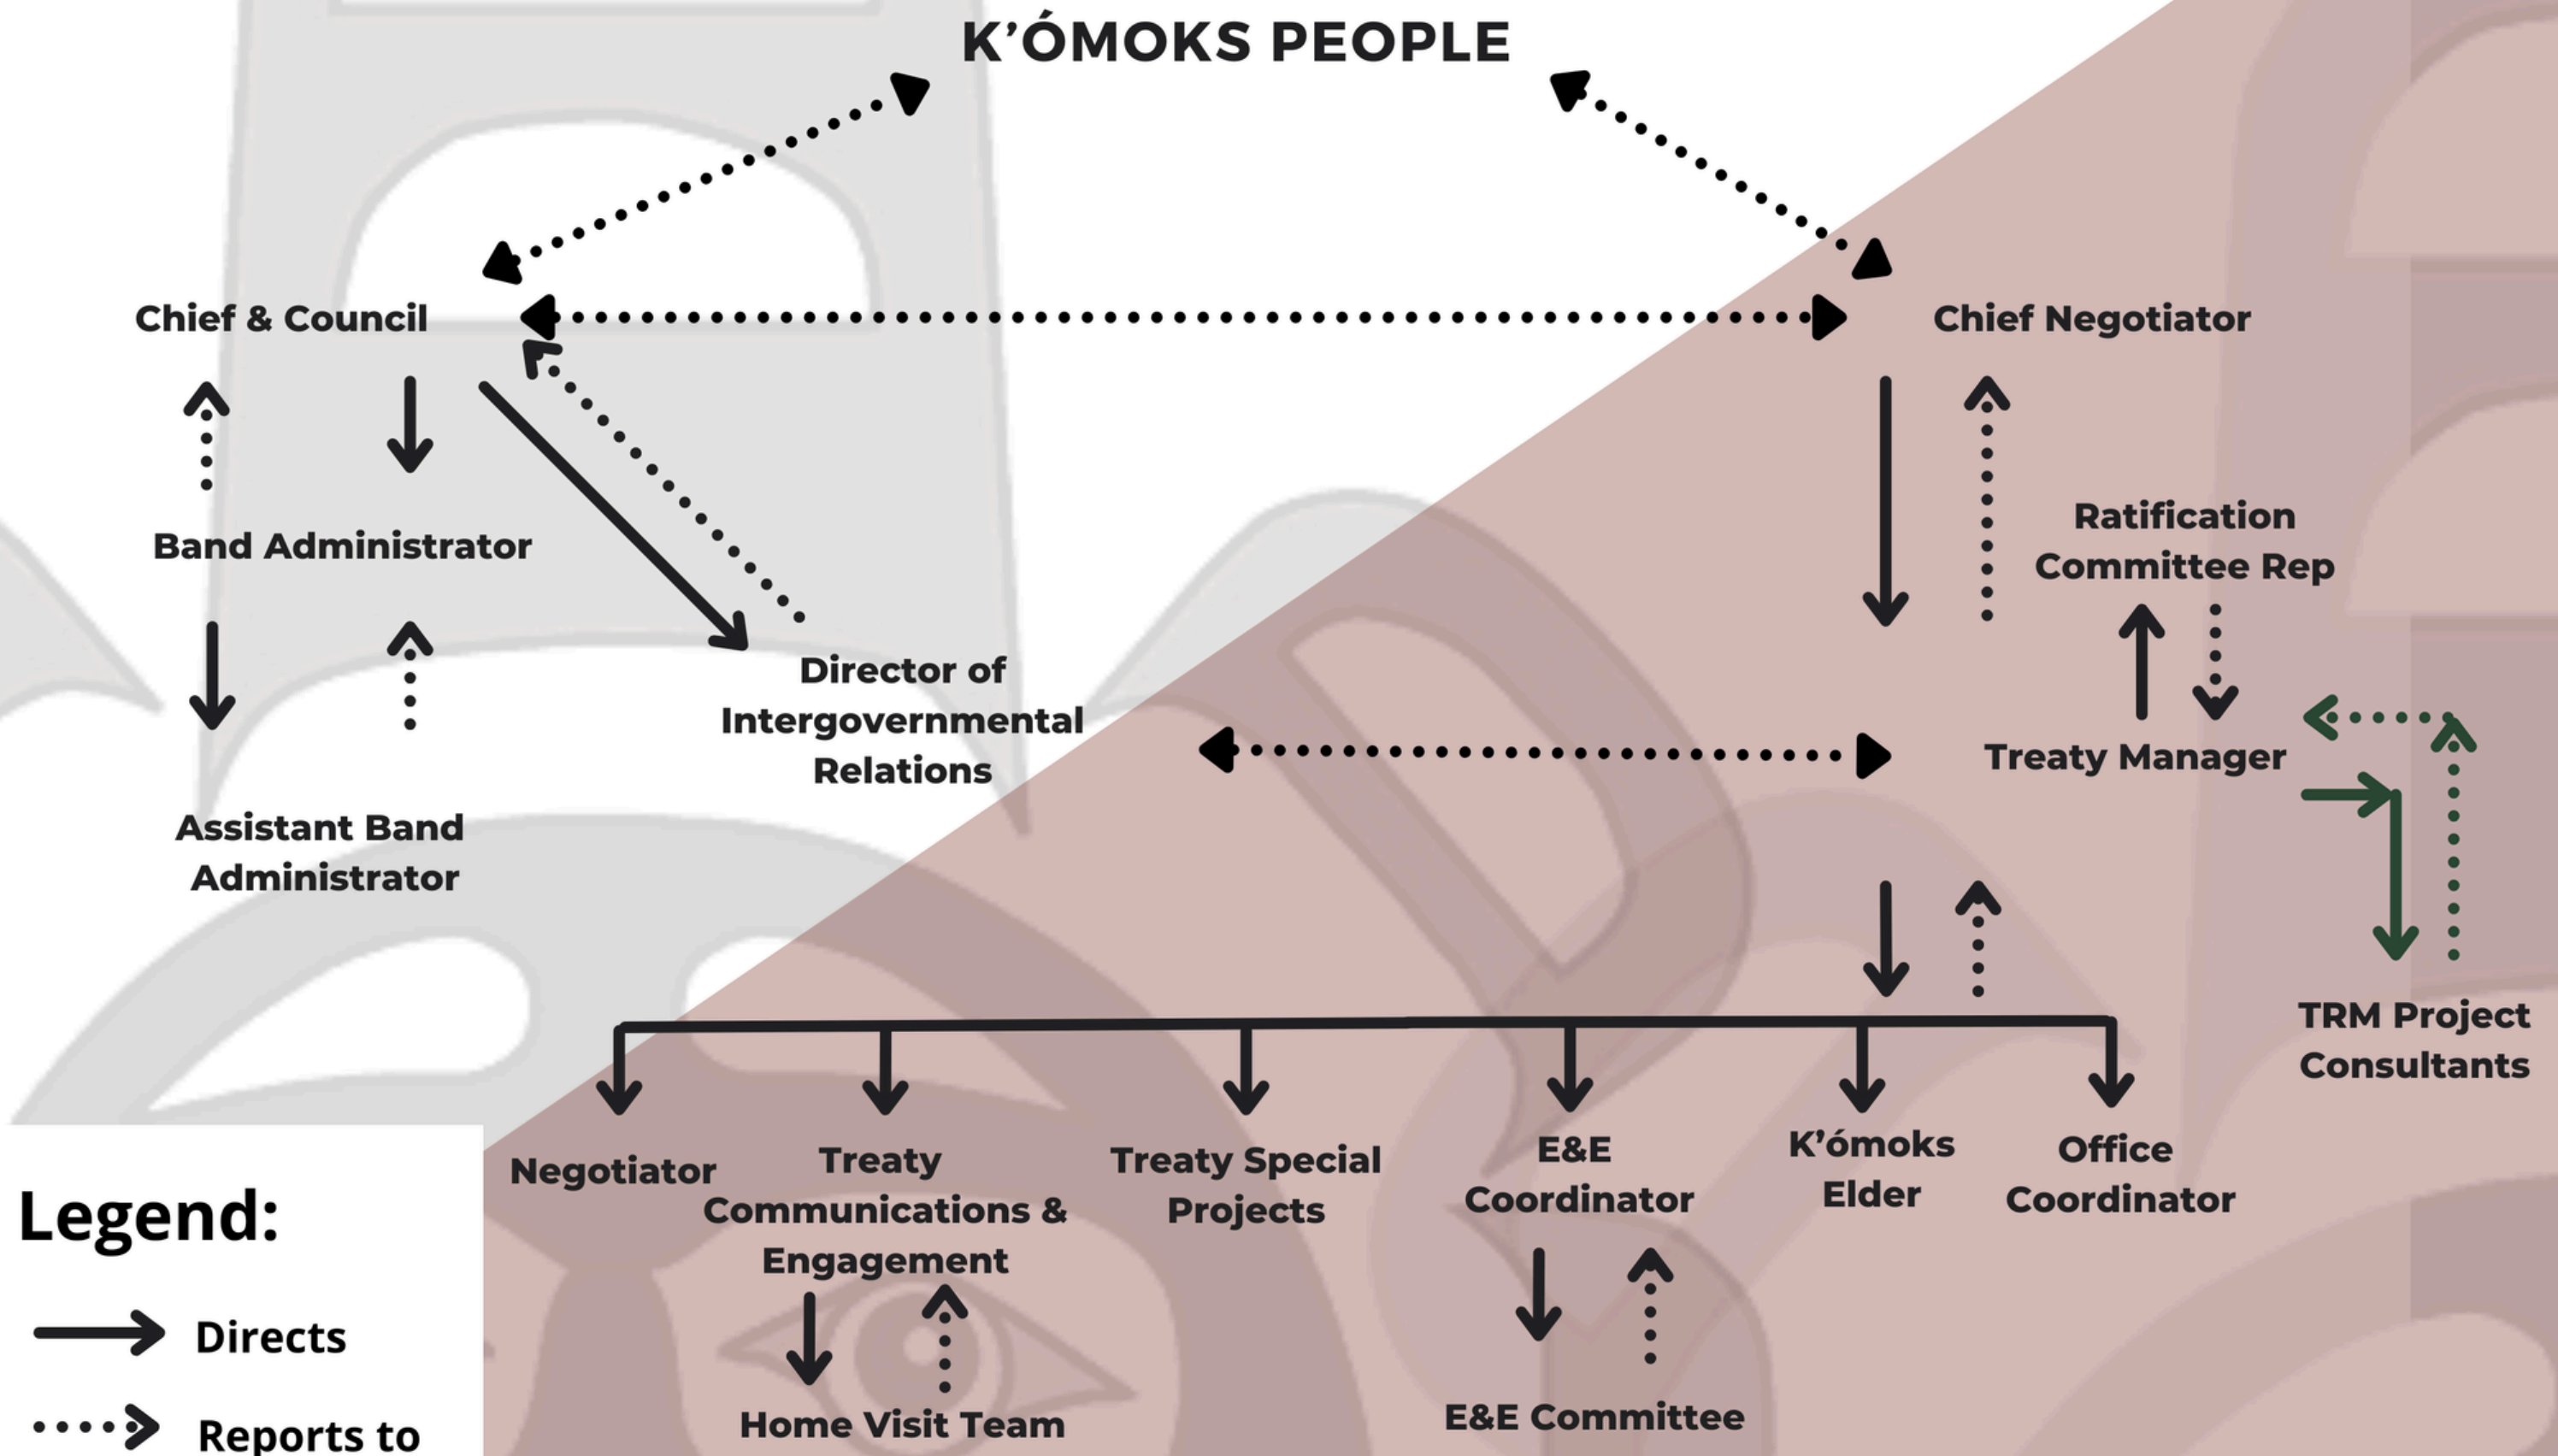 K’ÓMOKS PEOPLE
Chief & Council
Chief Negotiator
Band Administrator
Ratification
Committee Rep
Director of
Intergovernmental
Relations
Treaty Manager
Assistant Band
Administrator
TRM Project
Consultants
Negotiator
Treaty
Communications &
Engagement
Treaty Special
Projects
E&E
Coordinator
K’ómoks
Elder
Office
Coordinator
Home Visit Team
E&E Committee
Legend:
Directs
Reports to